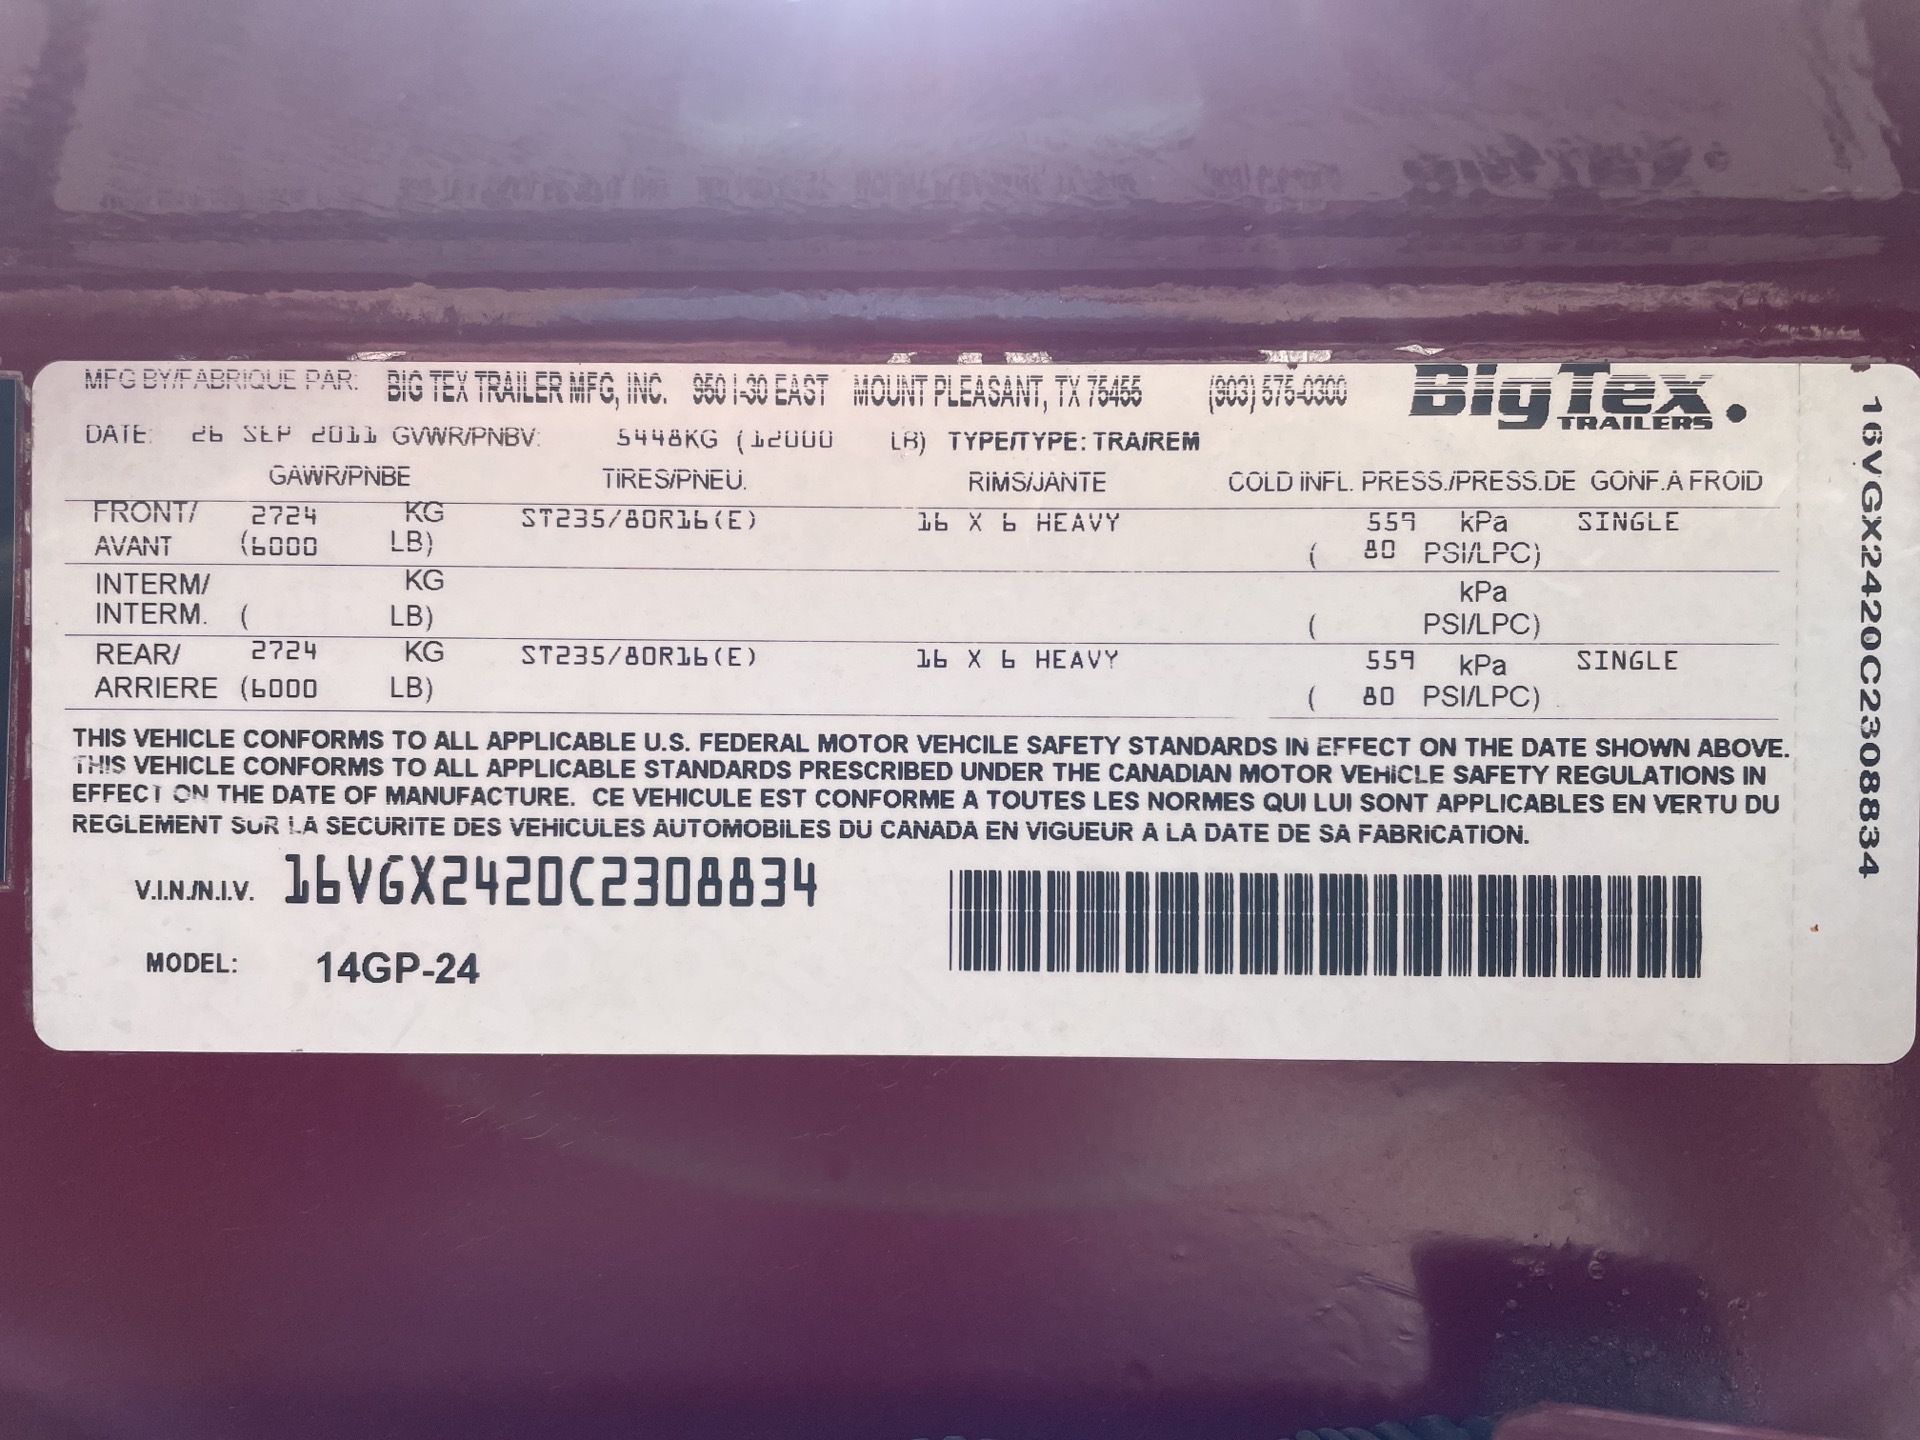 MFG BY/FABRIQUE PAR: BIG TEX TRAILER MFG, INC. 950 I-30 EAST MOUNT PLEASANT, TX 75455 (903) 575-0300 BigTex TRAILERS
DATE: 26 SEP 2011 GVWR/PNBV: 5448KG (12000 LB) TYPE/TYPE: TRA/REM
GAWR/PNBE TIRES/PNEU. RIMS/JANTE COLD INFL. PRESS./PRESS.DE GONF.A FROID
FRONT/ 2724 KG ST235/80R16(E) 16 X 6 HEAVY 559 kPa SINGLE
AVANT (6000 LB) ( 80 PSI/LPC)
INTERM/ KG kPa
INTERM. ( LB) ( PSI/LPC)
REAR/ 2724 KG ST235/80R16(E) 16 X 6 HEAVY 559 kPa SINGLE
ARRIERE (6000 LB) ( 80 PSI/LPC)
THIS VEHICLE CONFORMS TO ALL APPLICABLE U.S. FEDERAL MOTOR VEHCILE SAFETY STANDARDS IN EFFECT ON THE DATE SHOWN ABOVE.
THIS VEHICLE CONFORMS TO ALL APPLICABLE STANDARDS PRESCRIBED UNDER THE CANADIAN MOTOR VEHICLE SAFETY REGULATIONS IN
EFFECT ON THE DATE OF MANUFACTURE. CE VEHICULE EST CONFORME A TOUTES LES NORMES QUI LUI SONT APPLICABLES EN VERTU DU
REGLEMENT SUR LA SECURITE DES VEHICULES AUTOMOBILES DU CANADA EN VIGUEUR A LA DATE DE SA FABRICATION.
V.I.N./N.I.V. 16VGX2420C2308834
MODEL: 14GP-24
16VGX2420C2308834